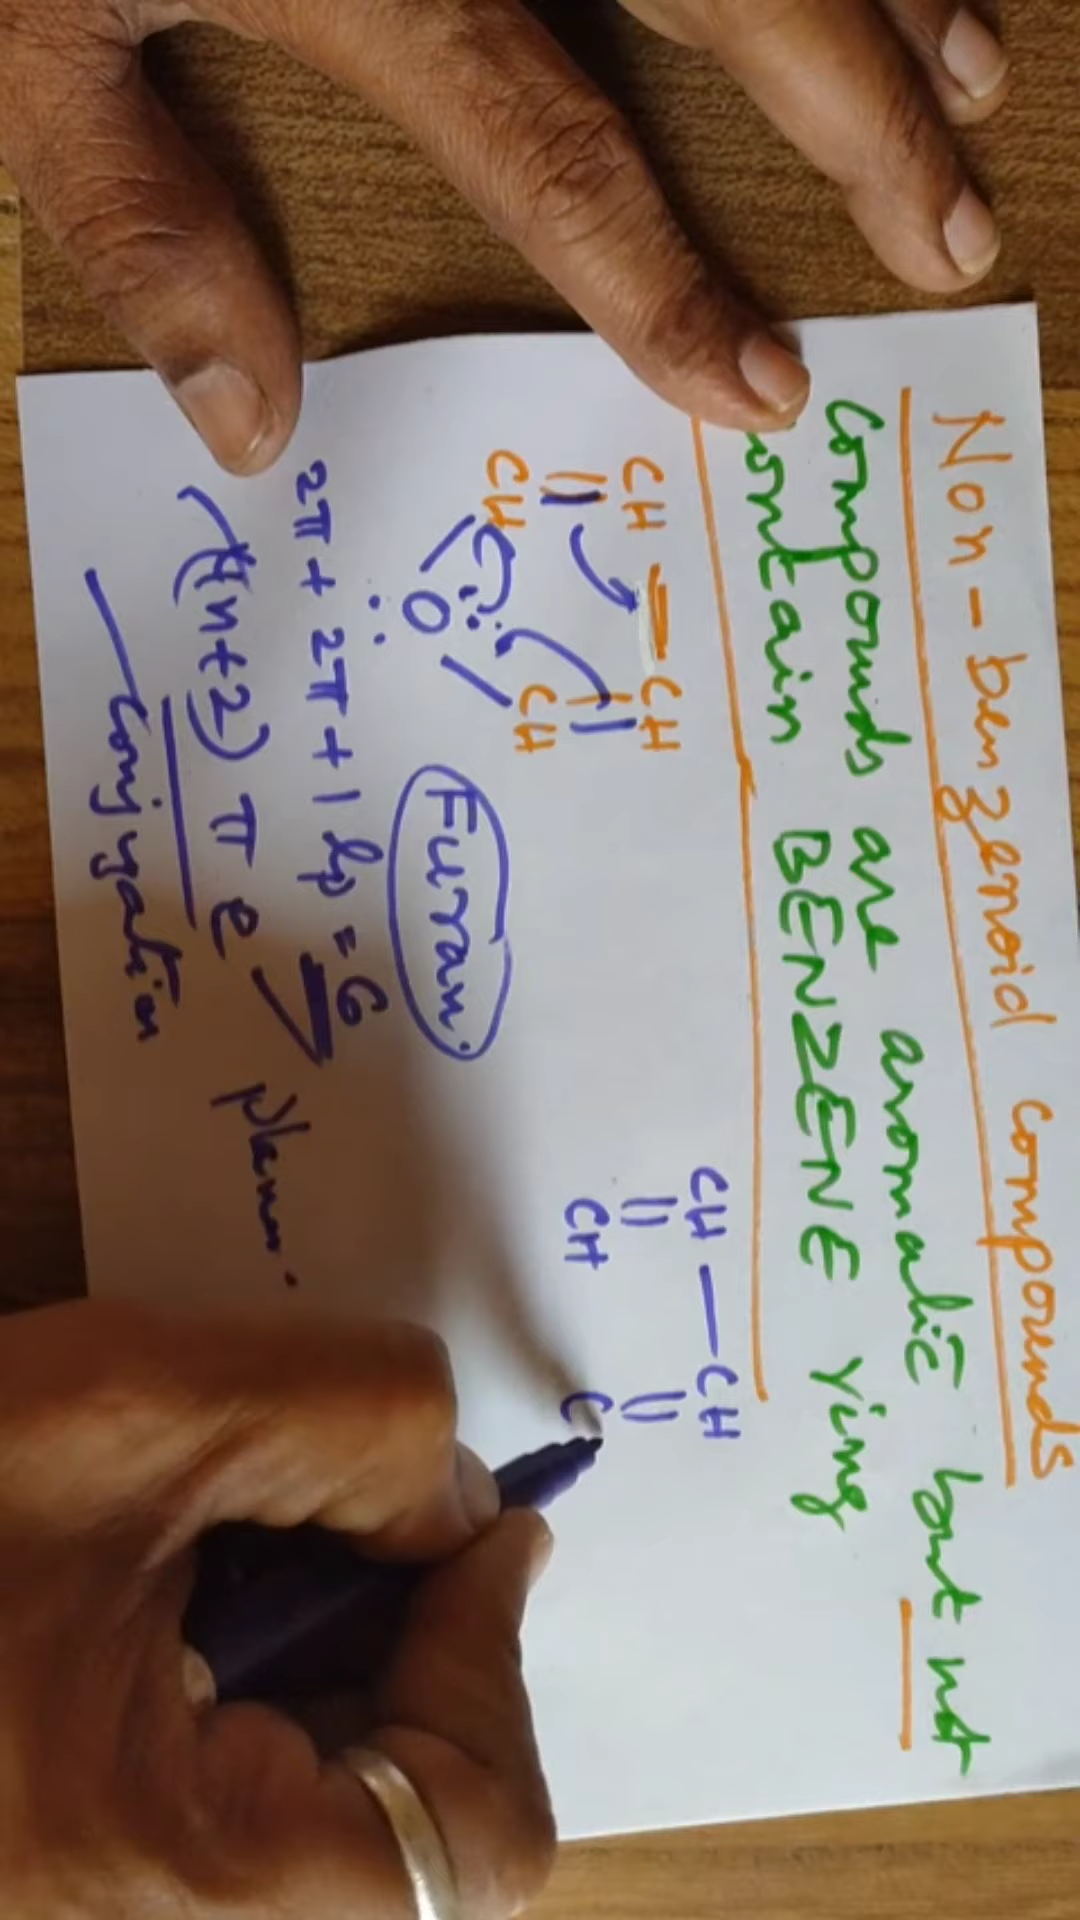 Non-benzenoid compounds
Compounds are aromatic but not
contain BENZENE ring
CH — CH
CH CH
O
Furan.
2π + 2π + 1 lp = 6
(4n+2) π e planar.
Conjugation
CH — CH
CH C